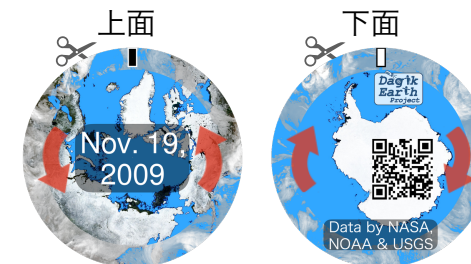 上面
下面
Nov. 19,
2009
Dagik
Earth
Project
Data by NASA,
NOAA & USGS